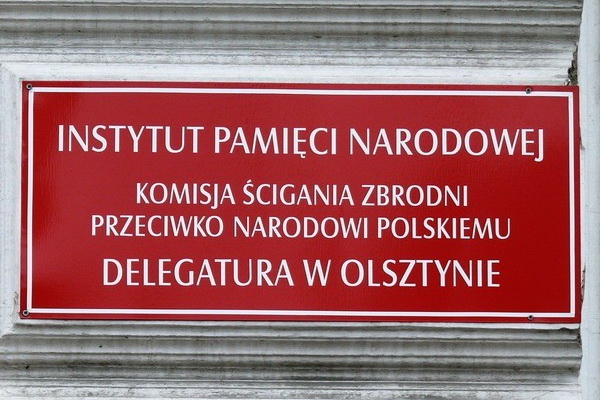 INSTYTUT PAMIĘCI NARODOWEJ
KOMISJA ŚCIGANIA ZBRODNI
PRZECIWKO NARODOWI POLSKIEMU
DELEGATURA W OLSZTYNIE